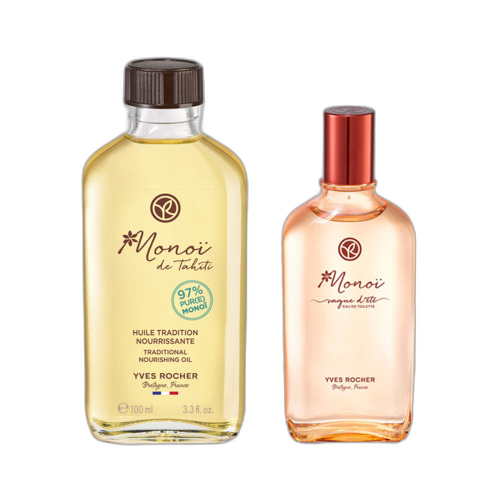 Monoï
de Tahiti
97%
PUR(E)
MONOÏ
HUILE TRADITION
NOURRISSANTE
TRADITIONAL
NOURISHING OIL
YVES ROCHER
Bretagne, France
℮ 100 ml 3.3 fl. oz.
Monoï
vague d'été
EAU DE TOILETTE
YVES ROCHER
Bretagne, France